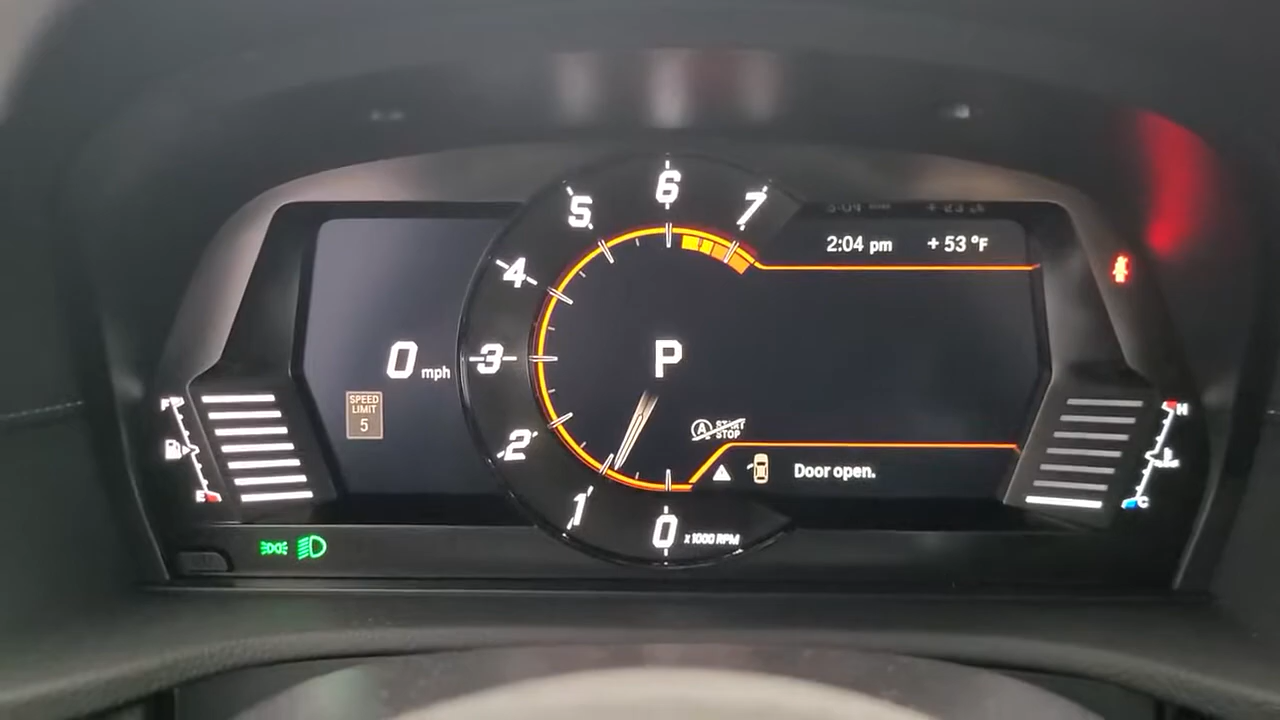 6
5
7
2:04 pm +53 °F
4
0 mph
3
P
SPEED
LIMIT
5
F
H
START
STOP
A
2
Door open.
E
C
1
0 x1000 RPM